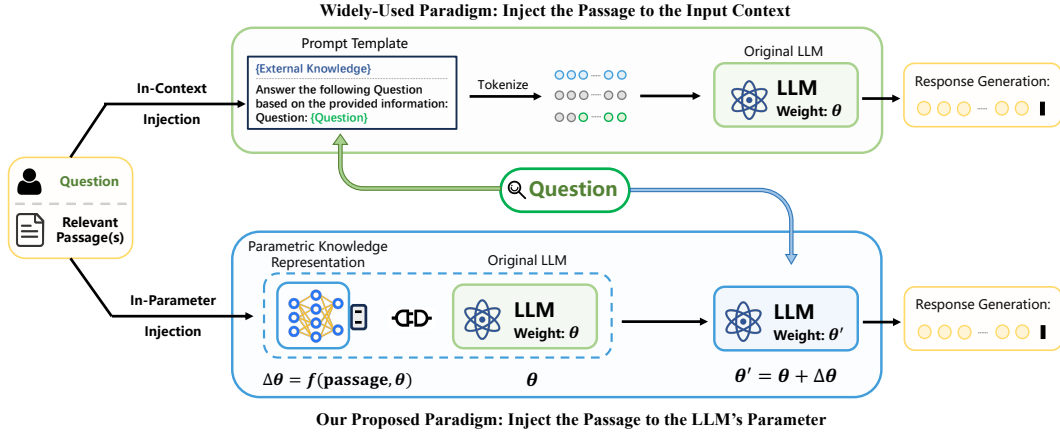 Widely-Used Paradigm: Inject the Passage to the Input Context
Prompt Template
{External Knowledge}
Answer the following Question
based on the provided information:
Question: {Question}
Tokenize
Original LLM
LLM
Weight: θ
Response Generation:
In-Context
Injection
Question
Relevant
Passage(s)
Question
In-Parameter
Injection
Parametric Knowledge
Representation
Original LLM
LLM
Weight: θ
LLM
Weight: θ′
Response Generation:
Δθ = f(passage, θ)
θ
θ′ = θ + Δθ
Our Proposed Paradigm: Inject the Passage to the LLM's Parameter